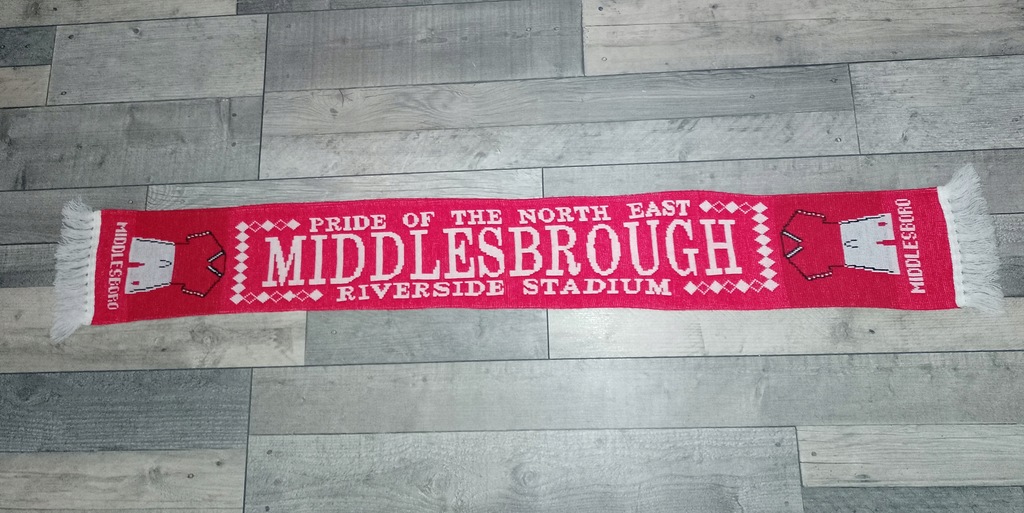 PRIDE OF THE NORTH EAST
MIDDLESBROUGH
RIVERSIDE STADIUM
MIDDLESBORO
MIDDLESBORO